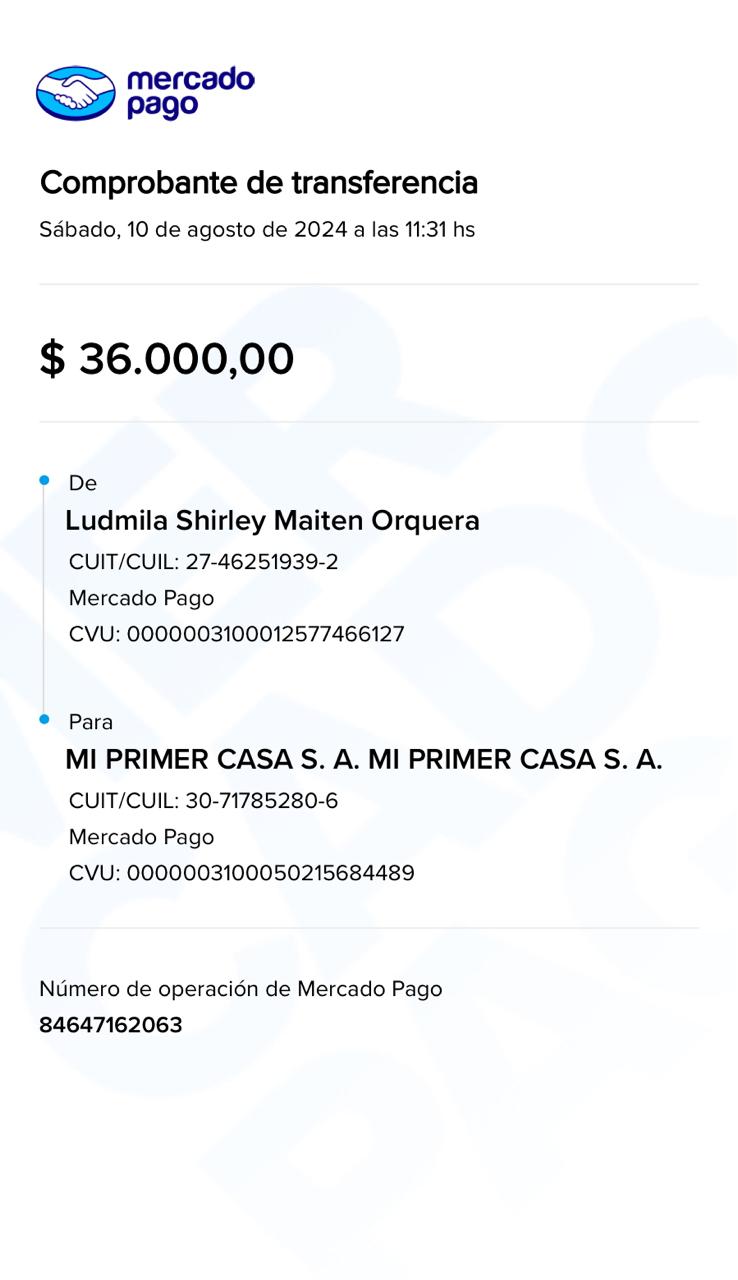 mercado
pago
Comprobante de transferencia
Sábado, 10 de agosto de 2024 a las 11:31 hs
$ 36.000,00
De
Ludmila Shirley Maiten Orquera
CUIT/CUIL: 27-46251939-2
Mercado Pago
CVU: 0000003100012577466127
Para
MI PRIMER CASA S. A. MI PRIMER CASA S. A.
CUIT/CUIL: 30-71785280-6
Mercado Pago
CVU: 0000003100050215684489
Número de operación de Mercado Pago
84647162063